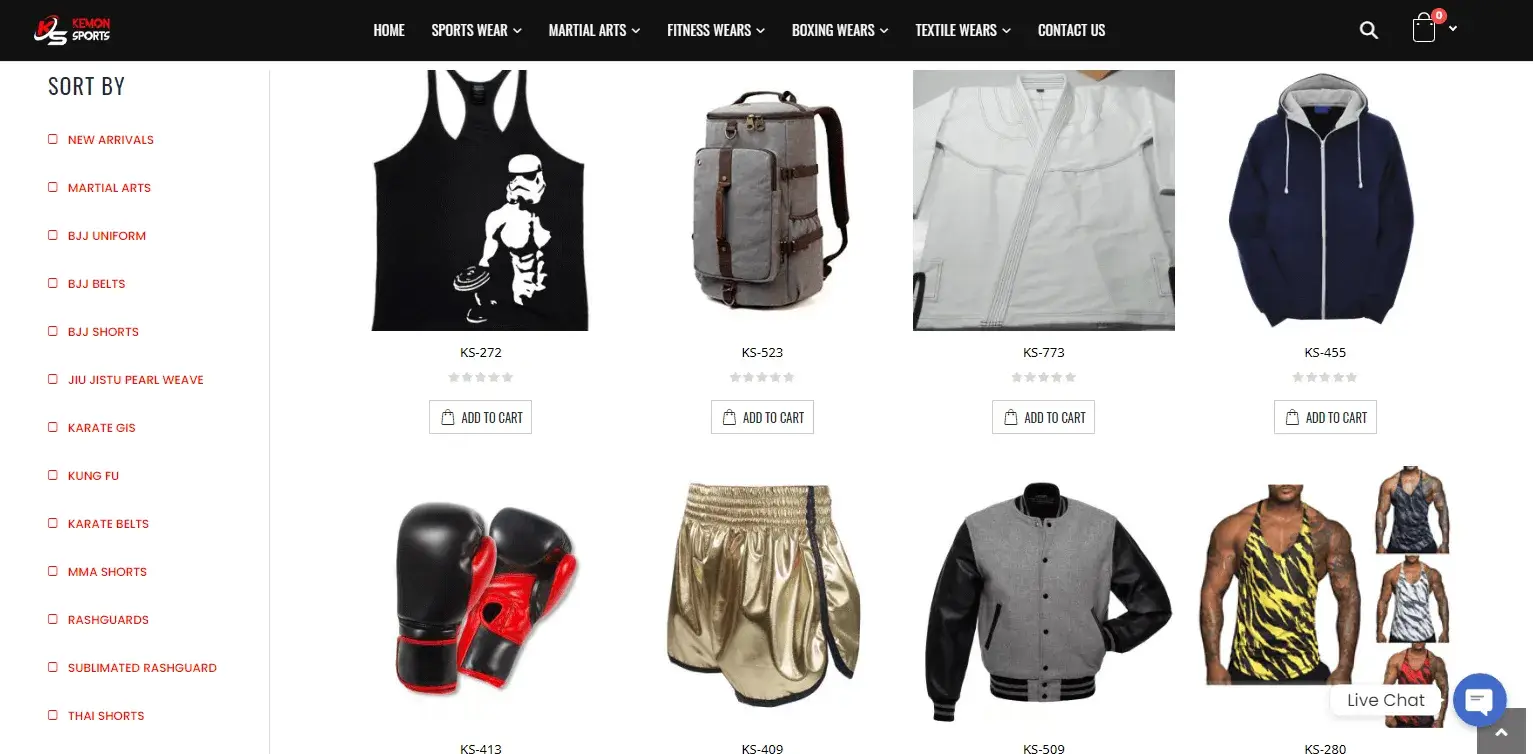 KEMON
SPORTS
HOME
SPORTS WEAR
MARTIAL ARTS
FITNESS WEARS
BOXING WEARS
TEXTILE WEARS
CONTACT US
0
SORT BY
NEW ARRIVALS
MARTIAL ARTS
BJJ UNIFORM
BJJ BELTS
BJJ SHORTS
JIU JISTU PEARL WEAVE
KARATE GIS
KUNG FU
KARATE BELTS
MMA SHORTS
RASHGUARDS
SUBLIMATED RASHGUARD
THAI SHORTS
KS-272
ADD TO CART
KS-523
ADD TO CART
KS-773
ADD TO CART
KS-455
ADD TO CART
KS-413
KS-409
KS-509
KS-280
Live Chat